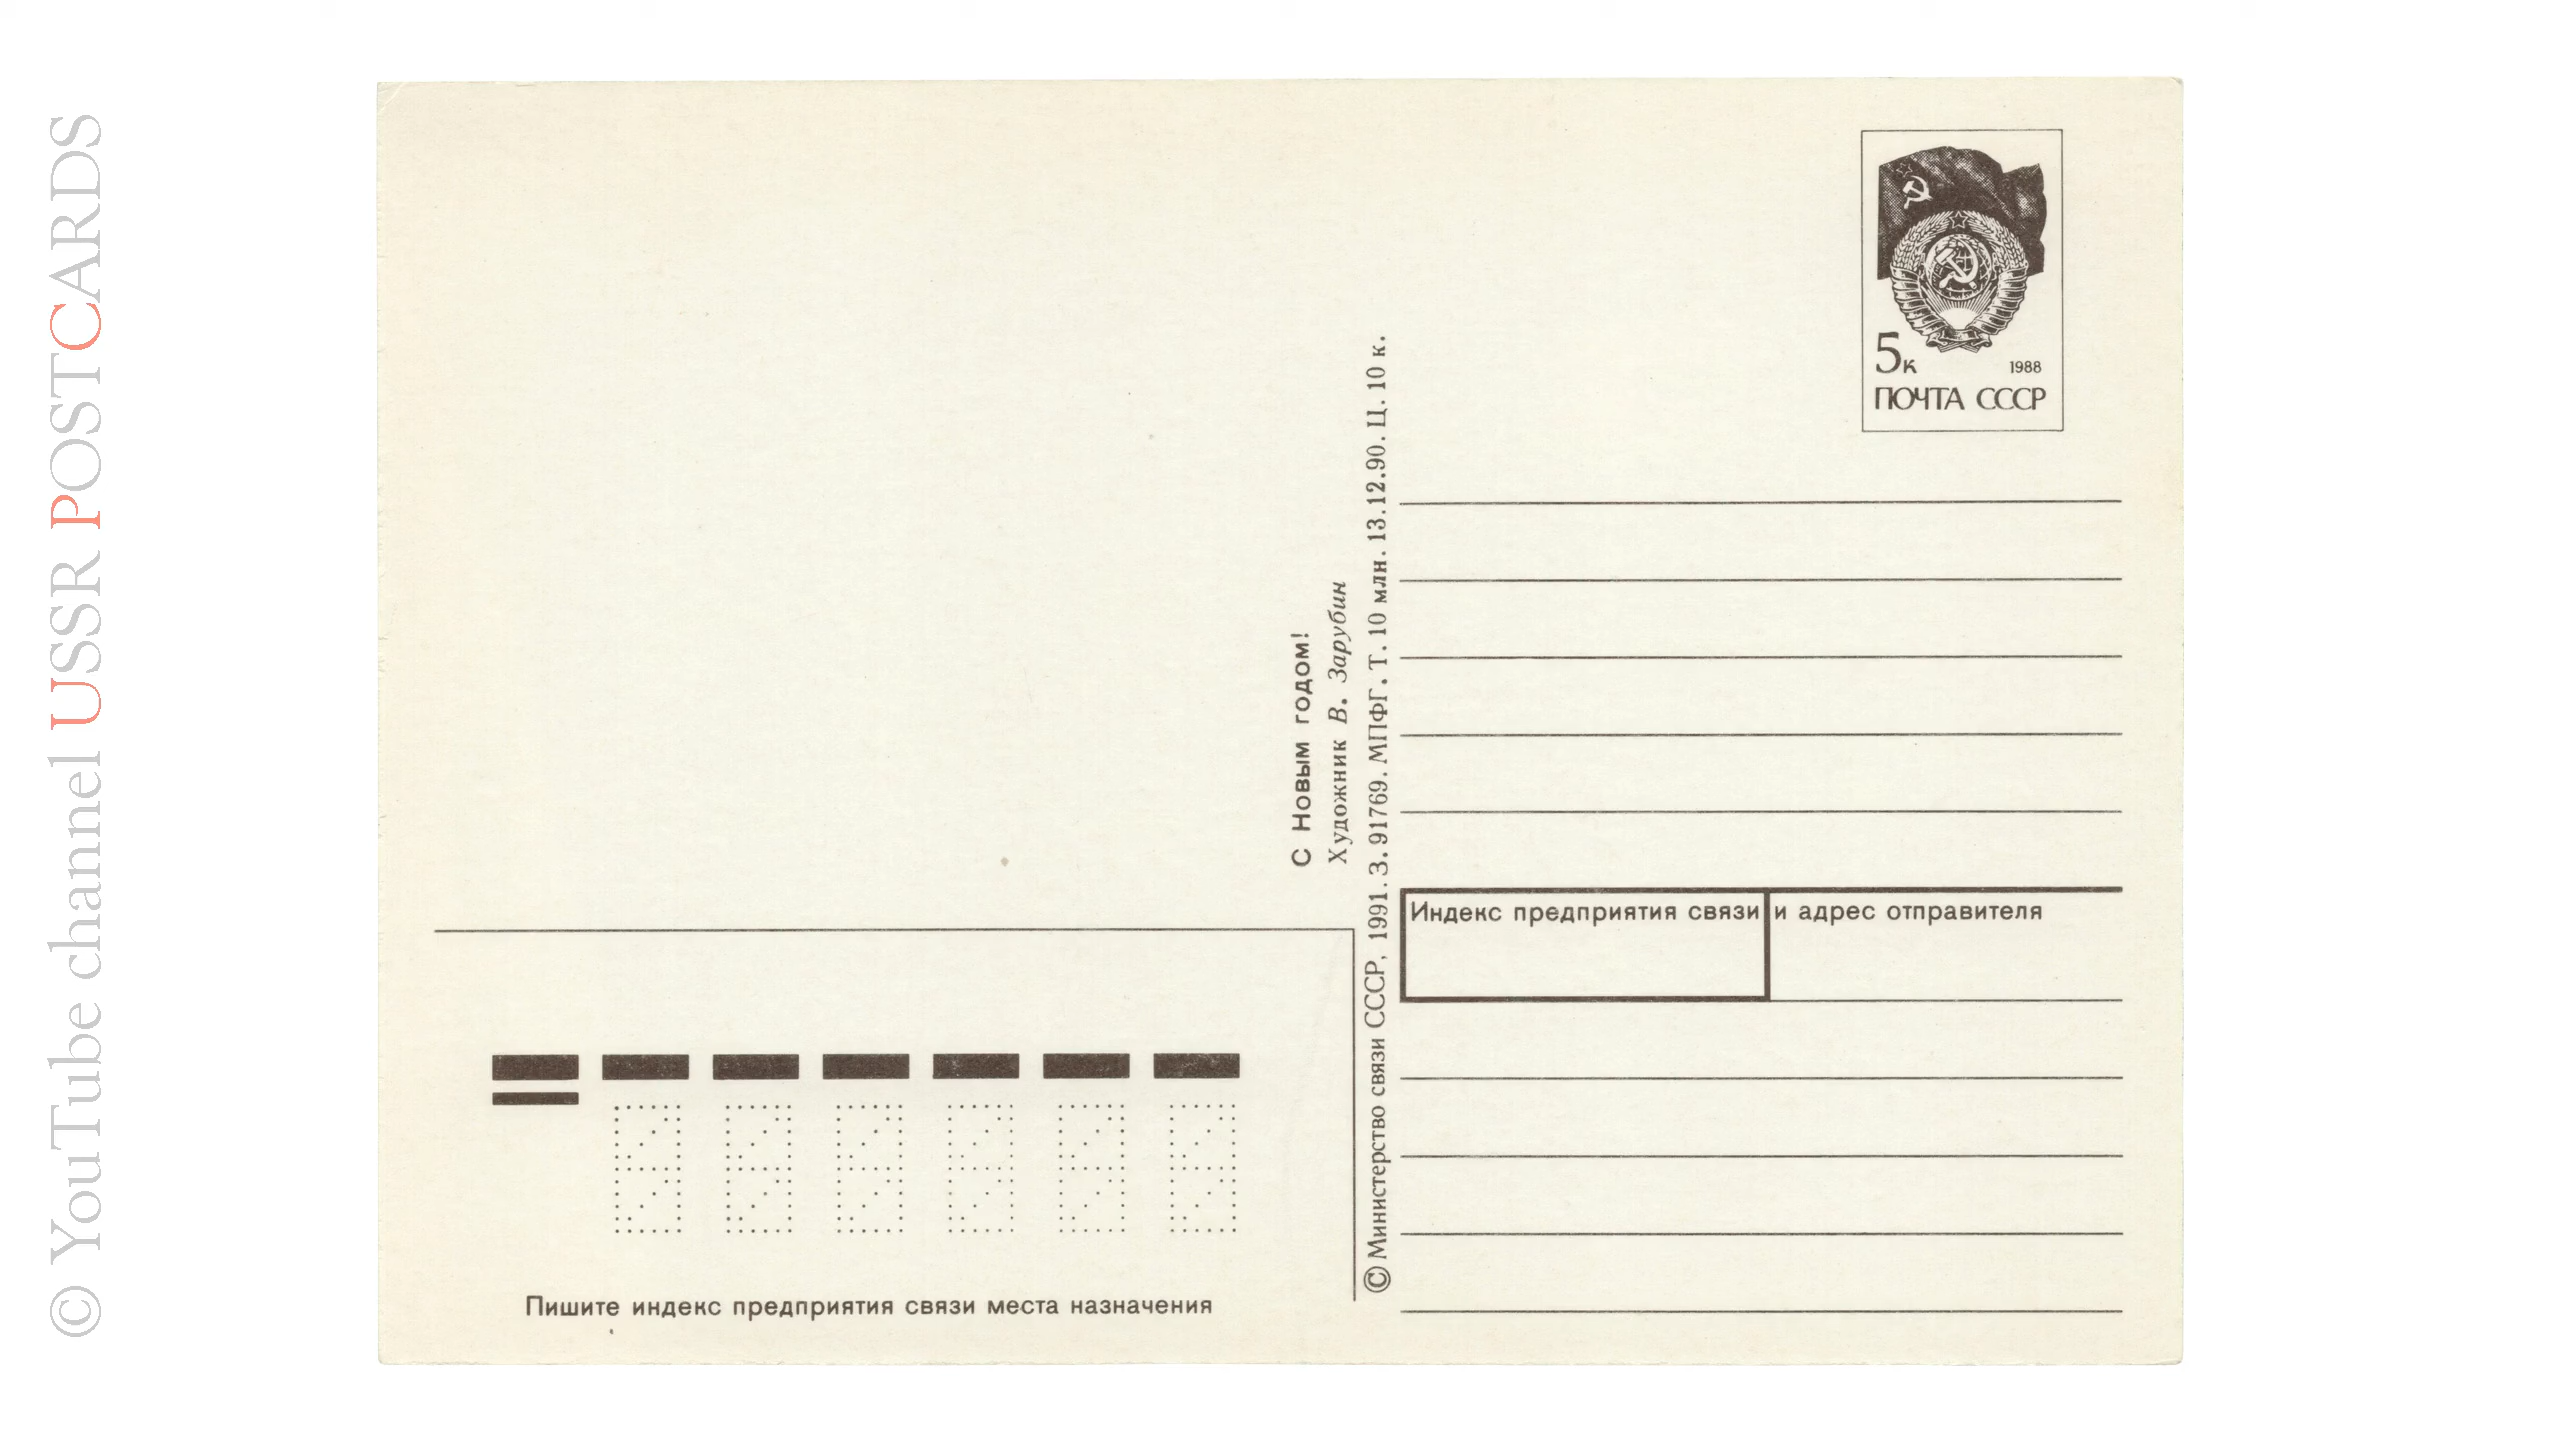 © YouTube channel USSR POSTCARDS
5к
1988
ПОЧТА СССР
С Новым годом!
Художник В. Зарубин
© Министерство связи СССР, 1991. З. 91769. МПФГ. Т. 10 млн. 13.12.90. Ц. 10 к.
Индекс предприятия связи и адрес отправителя
Пишите индекс предприятия связи места назначения